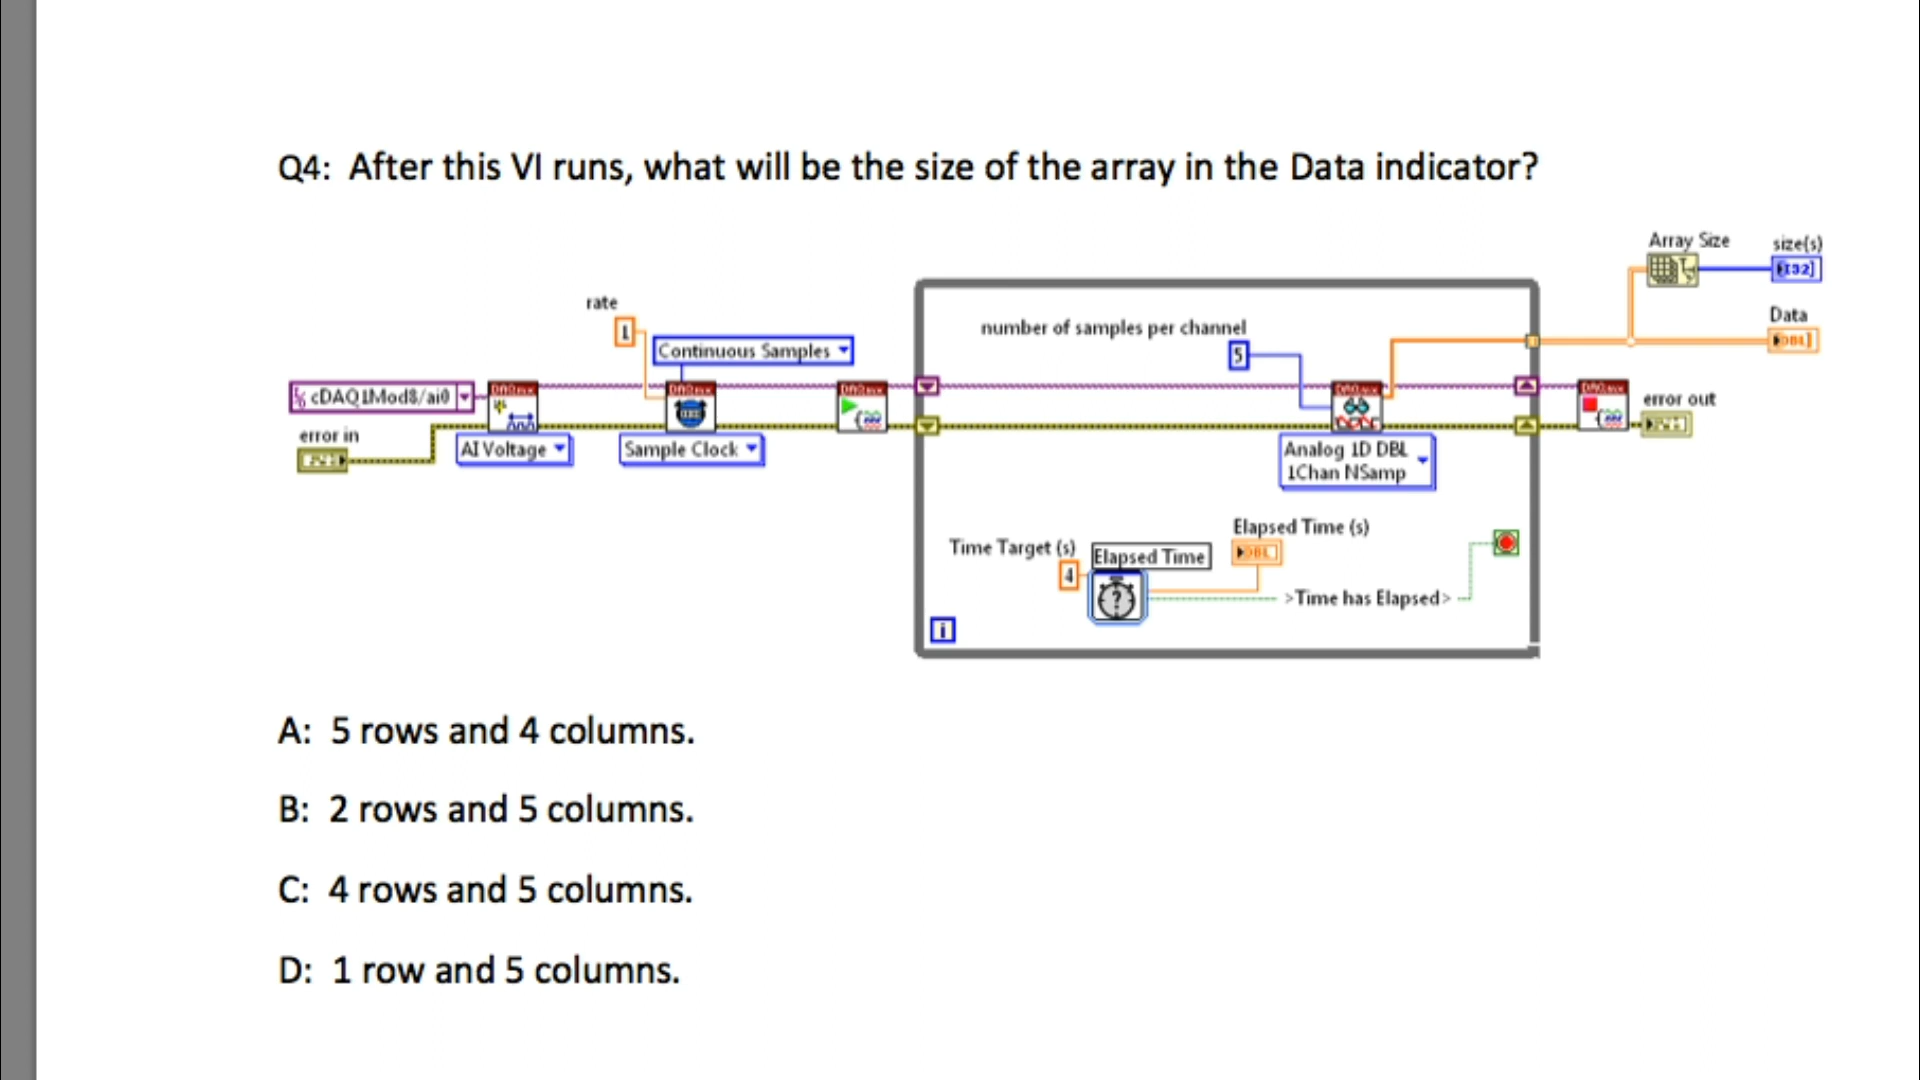 Q4: After this VI runs, what will be the size of the array in the Data indicator?
Array Size
size(s)
I32]
rate
1
Data
number of samples per channel
5
Continuous Samples
cDAQ1Mod8/ai0
error in
error out
AI Voltage
Sample Clock
Analog 1D DBL
1Chan NSamp
Time Target (s)
4
Elapsed Time
Elapsed Time (s)
>Time has Elapsed>
i
A: 5 rows and 4 columns.
B: 2 rows and 5 columns.
C: 4 rows and 5 columns.
D: 1 row and 5 columns.